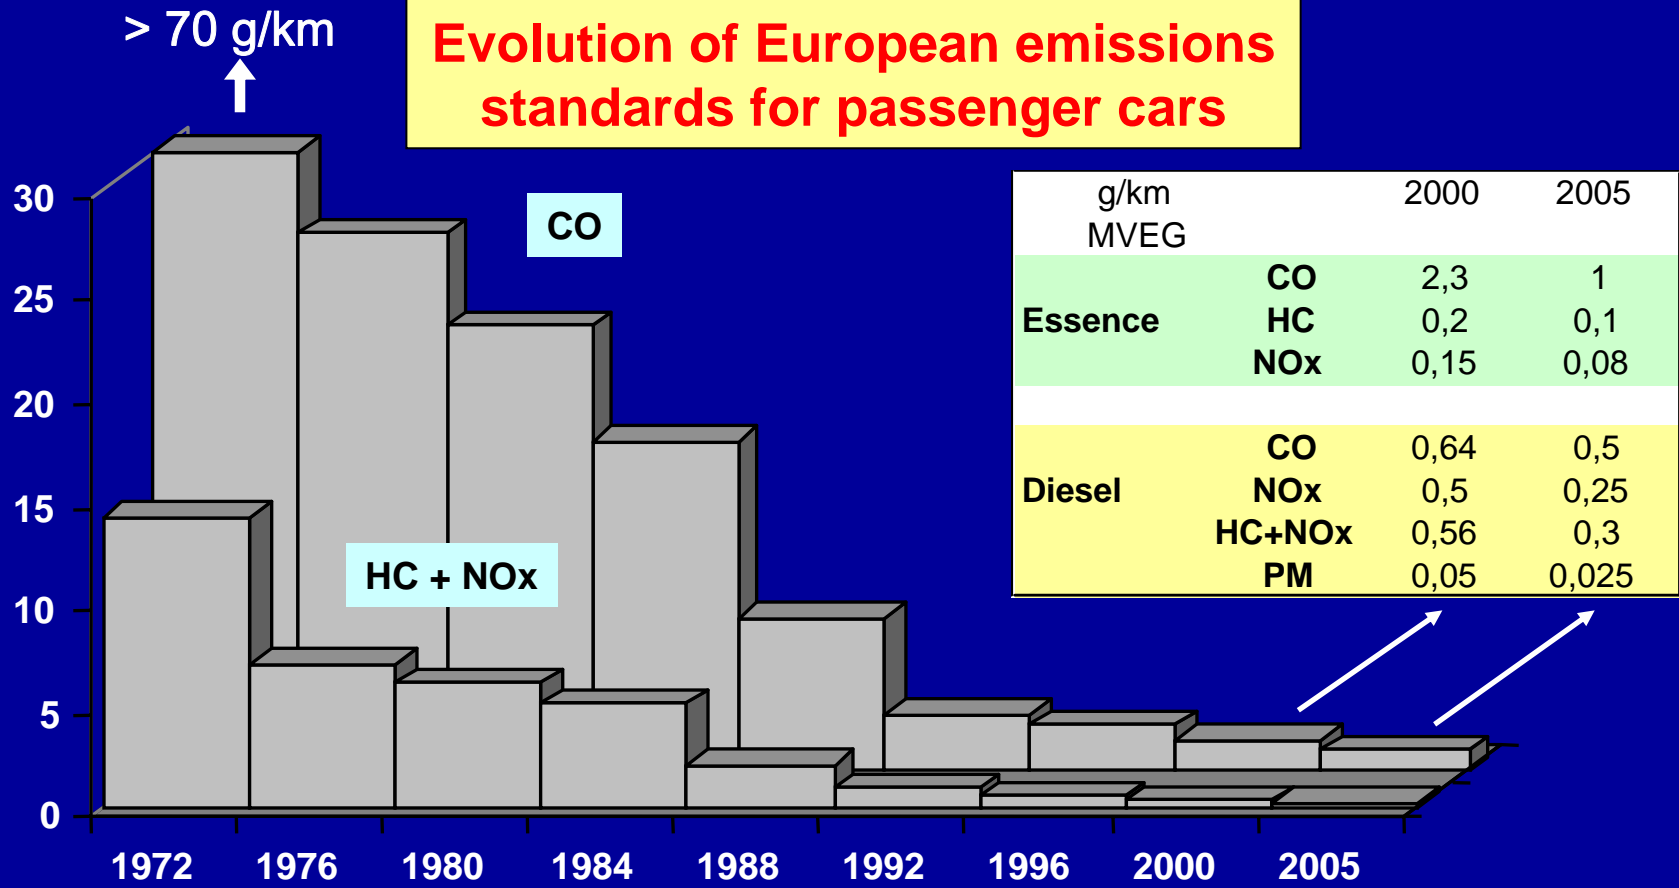 > 70 g/km
Evolution of European emissions
standards for passenger cars
30
25
20
15
10
5
0
CO
HC + NOx
g/km 2000 2005
MVEG
CO 2,3 1
Essence HC 0,2 0,1
NOx 0,15 0,08
CO 0,64 0,5
Diesel NOx 0,5 0,25
HC+NOx 0,56 0,3
PM 0,05 0,025
1972 1976 1980 1984 1988 1992 1996 2000 2005